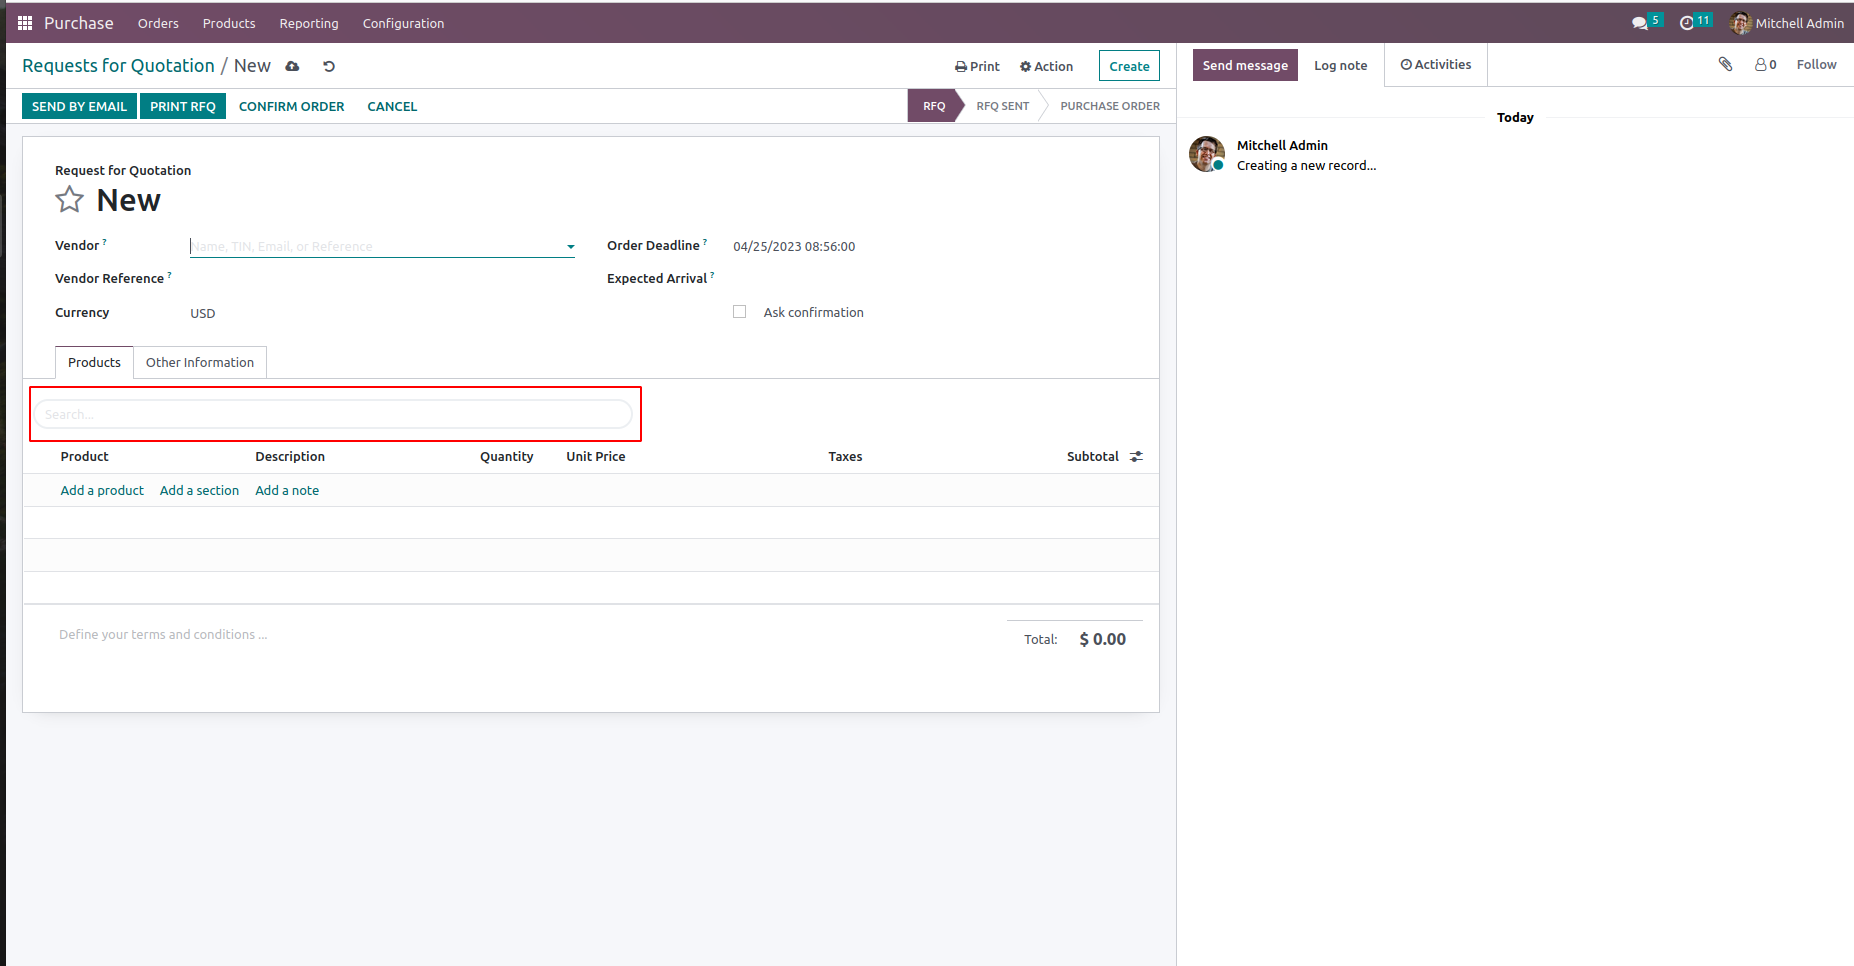 Purchase Orders Products Reporting Configuration 5 11 Mitchell Admin
Requests for Quotation / New Print Action Create
Send message Log note Activities 0 Follow
SEND BY EMAIL PRINT RFQ CONFIRM ORDER CANCEL RFQ RFQ SENT PURCHASE ORDER
Today
Mitchell Admin
Creating a new record...
Request for Quotation
New
Vendor ? Name, TIN, Email, or Reference Order Deadline ? 04/25/2023 08:56:00
Vendor Reference ? Expected Arrival ?
Currency USD Ask confirmation
Products Other Information
Search...
Product Description Quantity Unit Price Taxes Subtotal
Add a product Add a section Add a note
Define your terms and conditions ... Total: $ 0.00